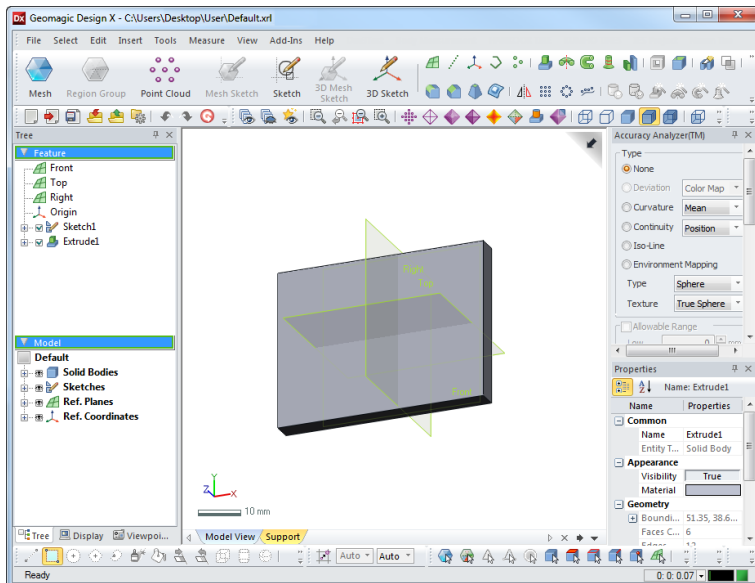 Geomagic Design X - C:\Users\Desktop\User\Default.xrl
File Select Edit Insert Tools Measure View Add-Ins Help
Mesh
Region Group
Point Cloud
Mesh Sketch
Sketch
3D Mesh
Sketch
3D Sketch
Tree
Feature
Front
Top
Right
Origin
Sketch1
Extrude1
Model
Default
Solid Bodies
Sketches
Ref. Planes
Ref. Coordinates
Tree Display Viewpoi...
Right
Top
Front
Y
Z
X
10 mm
Model View Support
Accuracy Analyzer(TM)
Type
None
Deviation Color Map
Curvature Mean
Continuity Position
Iso-Line
Environment Mapping
Type Sphere
Texture True Sphere
Allowable Range
Low 0 mm
Properties
Name: Extrude1
Name Properties
Common
Name Extrude1
Entity T... Solid Body
Appearance
Visibility True
Material
Geometry
Boundi... 51.35, 38.6...
Faces C... 6
Edges 12
Auto Auto
Ready
0: 0: 0.07